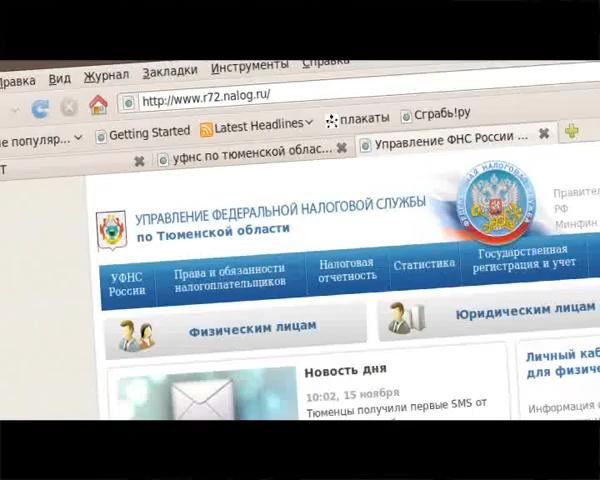 Правка Вид Журнал Закладки Инструменты Справка
http://www.r72.nalog.ru/
популяр... Getting Started Latest Headlines плакаты Сграбь!ру
уфнс по тюменской облас... Управление ФНС России ...
УПРАВЛЕНИЕ ФЕДЕРАЛЬНОЙ НАЛОГОВОЙ СЛУЖБЫ
по Тюменской области
РФ
Минфин
УФНС России
Права и обязанности налогоплательщиков
Налоговая отчетность
Статистика
Государственная регистрация и учет
Физическим лицам
Юридическим лицам
Новость дня
10:02, 15 ноября
Тюменцы получили первые SMS от
Личный
для
Информация